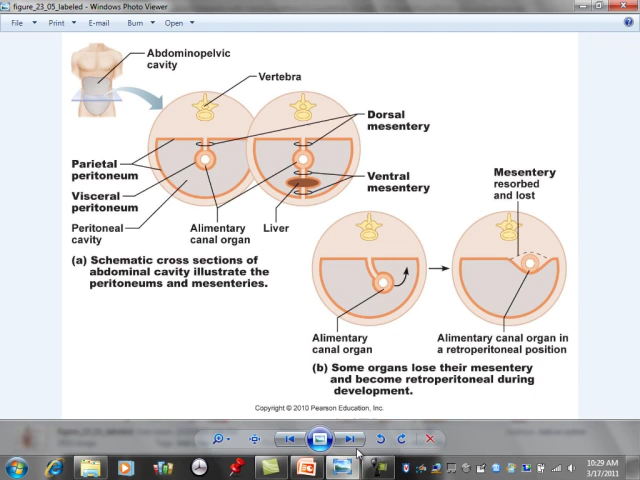 figure_23_05_labeled - Windows Photo Viewer
File Print E-mail Burn Open
Abdominopelvic
cavity
Vertebra
Dorsal
mesentery
Parietal
peritoneum
Ventral
mesentery
Mesentery
resorbed
and lost
Visceral
peritoneum
Peritoneal
cavity
Alimentary
canal organ
Liver
(a) Schematic cross sections of
abdominal cavity illustrate the
peritoneums and mesenteries.
Alimentary
canal organ
Alimentary canal organ in
a retroperitoneal position
(b) Some organs lose their mesentery
and become retroperitoneal during
development.
Copyright © 2010 Pearson Education, Inc.
10:29 AM
3/17/2011